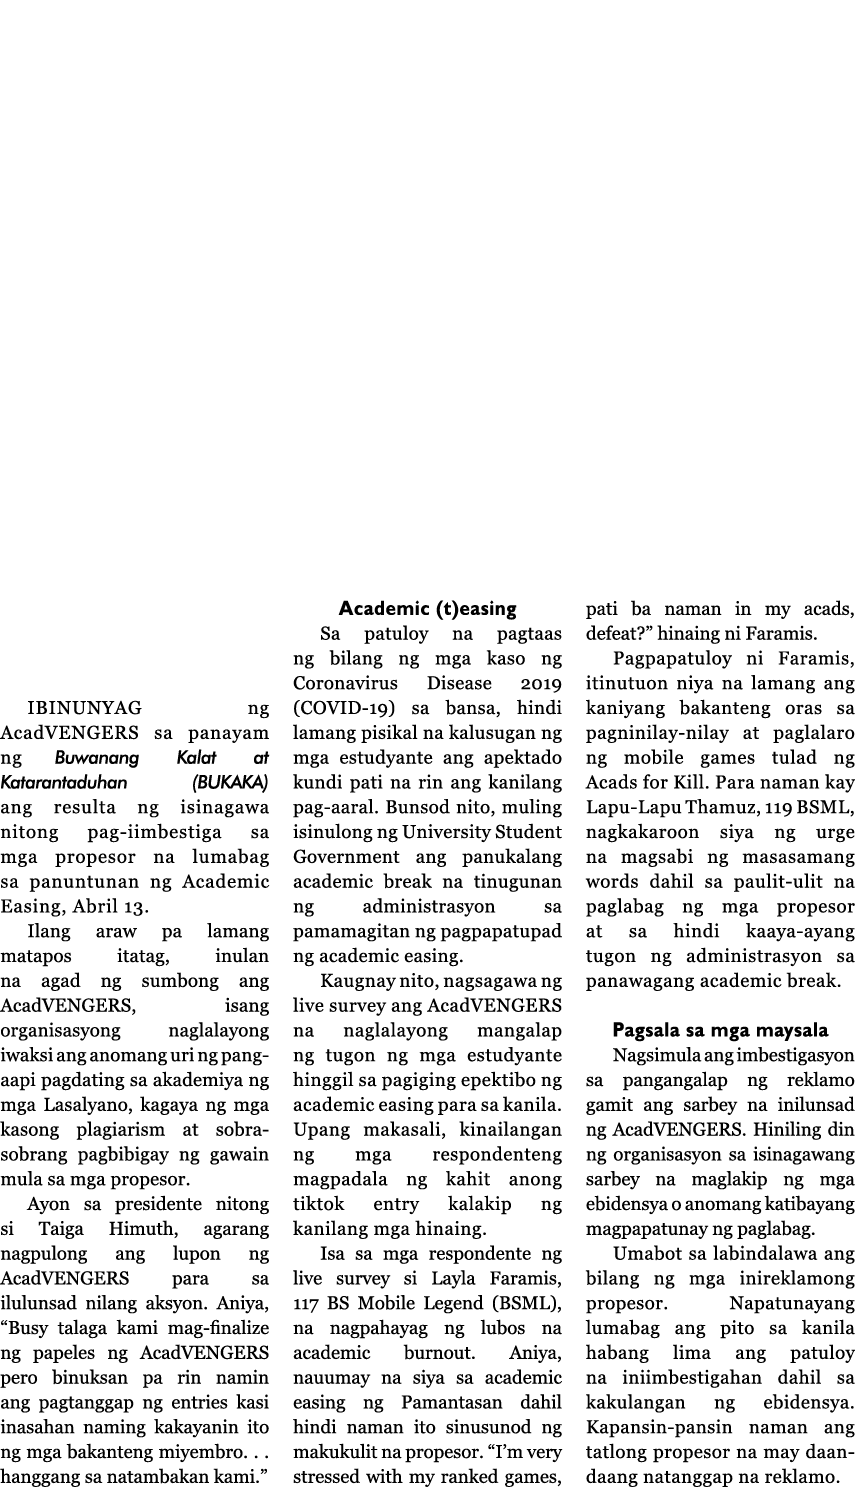 IBINUNYAG ng
AcadVENGERS sa panayam
ng Buwanang Kalat at
Katarantaduhan (BUKAKA)
ang resulta ng isinagawa
nitong pag-iimbestiga sa
mga propesor na lumabag
sa panuntunan ng Academic
Easing, Abril 13.
Ilang araw pa lamang
matapos itatag, inulan
na agad ng sumbong ang
AcadVENGERS, isang
organisasyong naglalayong
iwaksi ang anomang uri ng pang-
aapi pagdating sa akademiya ng
mga Lasalyano, kagaya ng mga
kasong plagiarism at sobra-
sobrang pagbibigay ng gawain
mula sa mga propesor.
Ayon sa presidente nitong
si Taiga Himuth, agarang
nagpulong ang lupon ng
AcadVENGERS para sa
ilulunsad nilang aksyon. Aniya,
“Busy talaga kami mag-finalize
ng papeles ng AcadVENGERS
pero binuksan pa rin namin
ang pagtanggap ng entries kasi
inasahan naming kakayanin ito
ng mga bakanteng miyembro. . .
hanggang sa natambakan kami.”
Academic (t)easing
Sa patuloy na pagtaas
ng bilang ng mga kaso ng
Coronavirus Disease 2019
(COVID-19) sa bansa, hindi
lamang pisikal na kalusugan ng
mga estudyante ang apektado
kundi pati na rin ang kanilang
pag-aaral. Bunsod nito, muling
isinulong ng University Student
Government ang panukalang
academic break na tinugunan
ng administrasyon sa
pamamagitan ng pagpapatupad
ng academic easing.
Kaugnay nito, nagsagawa ng
live survey ang AcadVENGERS
na naglalayong mangalap
ng tugon ng mga estudyante
hinggil sa pagiging epektibo ng
academic easing para sa kanila.
Upang makasali, kinailangan
ng mga respondenteng
magpadala ng kahit anong
tiktok entry kalakip ng
kanilang mga hinaing.
Isa sa mga respondente ng
live survey si Layla Faramis,
117 BS Mobile Legend (BSML),
na nagpahayag ng lubos na
academic burnout. Aniya,
nauumay na siya sa academic
easing ng Pamantasan dahil
hindi naman ito sinusunod ng
makukulit na propesor. “I’m very
stressed with my ranked games,
pati ba naman in my acads,
defeat?” hinaing ni Faramis.
Pagpapatuloy ni Faramis,
itinutuon niya na lamang ang
kaniyang bakanteng oras sa
pagninilay-nilay at paglalaro
ng mobile games tulad ng
Acads for Kill. Para naman kay
Lapu-Lapu Thamuz, 119 BSML,
nagkakaroon siya ng urge
na magsabi ng masasamang
words dahil sa paulit-ulit na
paglabag ng mga propesor
at sa hindi kaaya-ayang
tugon ng administrasyon sa
panawagang academic break.
Pagsala sa mga maysala
Nagsimula ang imbestigasyon
sa pangangalap ng reklamo
gamit ang sarbey na inilunsad
ng AcadVENGERS. Hiniling din
ng organisasyon sa isinagawang
sarbey na maglakip ng mga
ebidensya o anomang katibayang
magpapatunay ng paglabag.
Umabot sa labindalawa ang
bilang ng mga inireklamong
propesor. Napatunayang
lumabag ang pito sa kanila
habang lima ang patuloy
na iniimbestigahan dahil sa
kakulangan ng ebidensya.
Kapansin-pansin naman ang
tatlong propesor na may daan-
daang natanggap na reklamo.